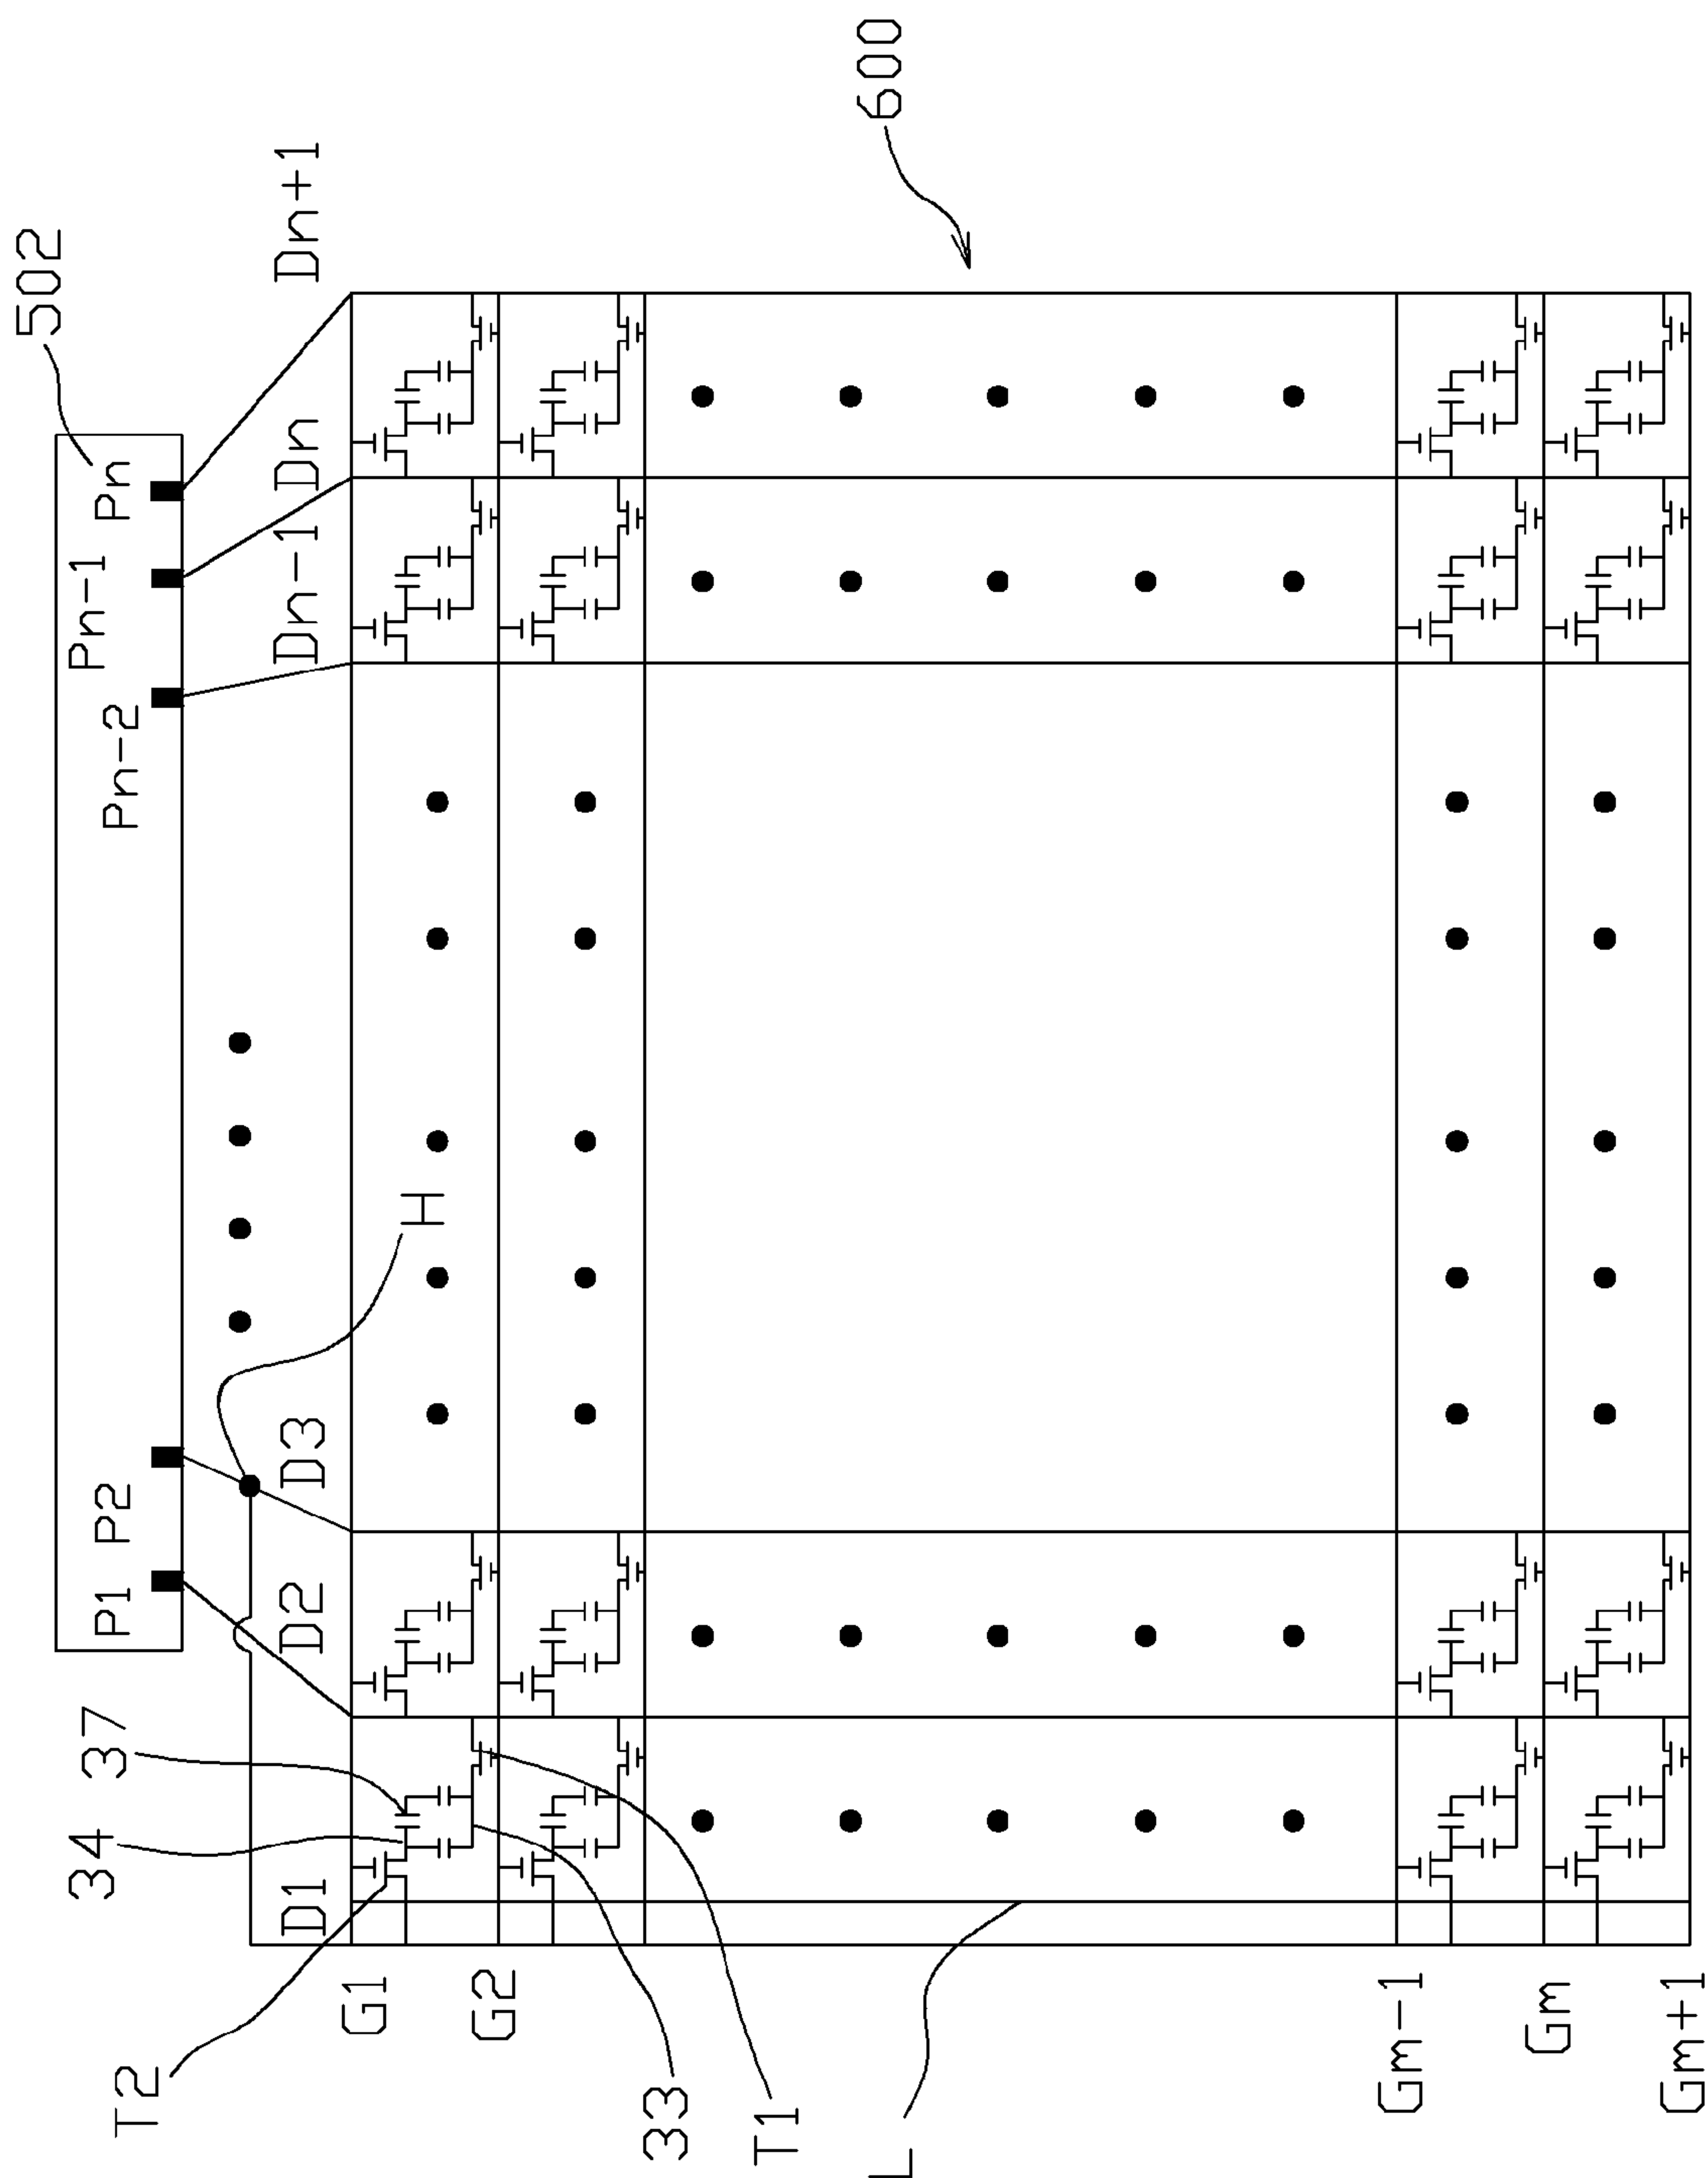 502
P1
P2
Pn-2
Pn-1
Pn
34
37
D1
D2
D3
Dn-1
Dn
Dn+1
H
600
T2
G1
G2
33
T1
L
Gm-1
Gm
Gm+1